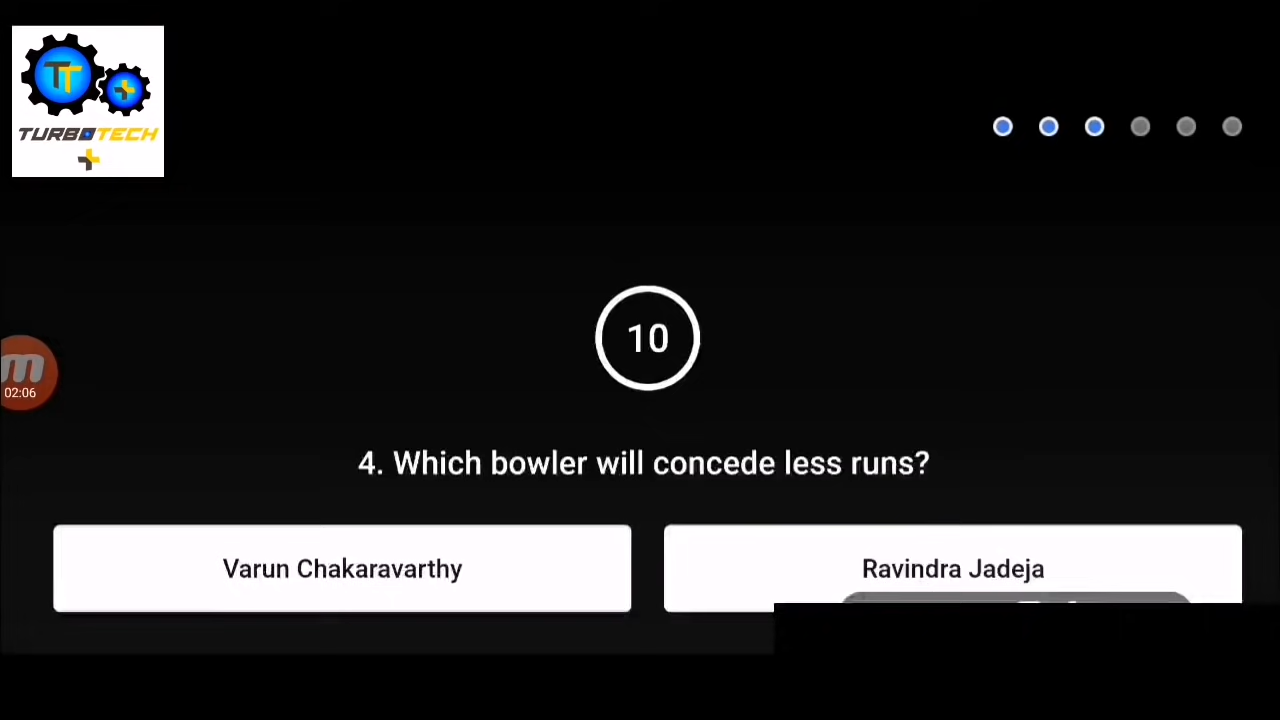 TT
TURBOTECH
m
02:06
10
4. Which bowler will concede less runs?
Varun Chakaravarthy
Ravindra Jadeja